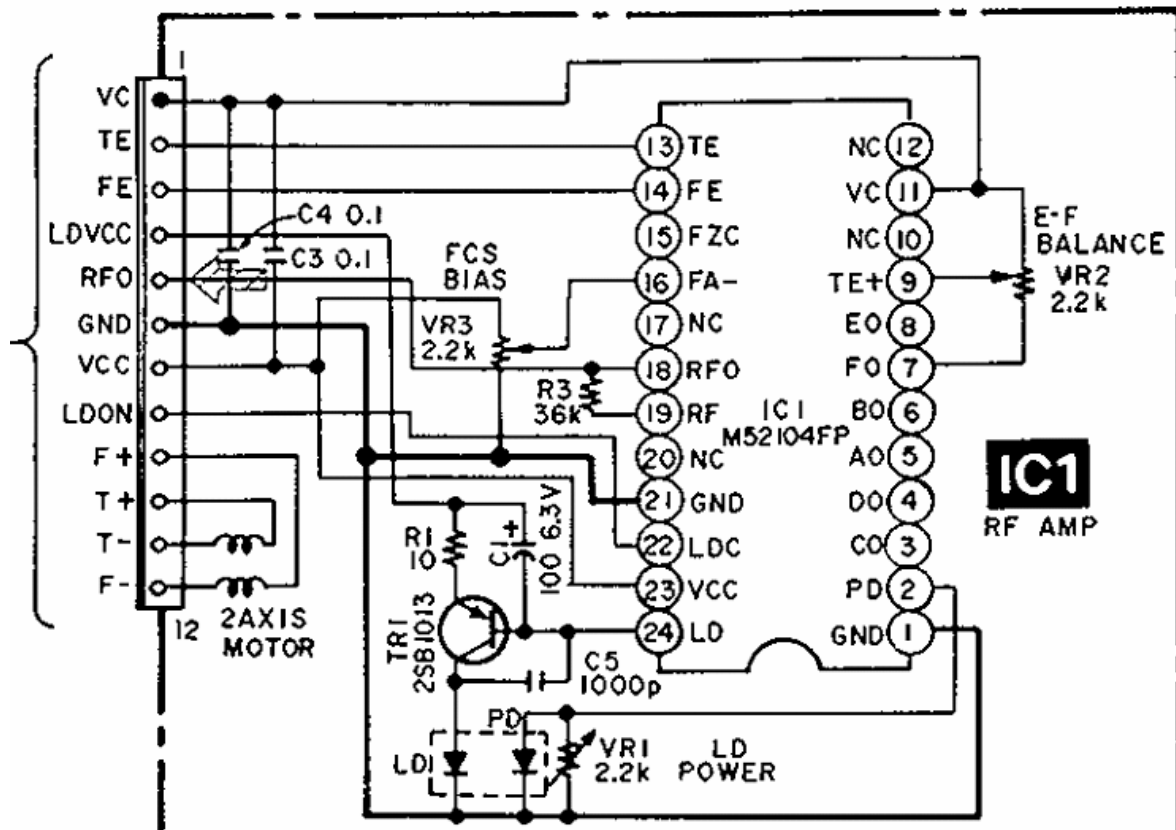 1
VC
TE
FE
LDVCC
RFO
GND
VCC
LDON
F+
T+
T-
F-
12
2AXIS
MOTOR
C4 0.1
C3 0.1
FCS
BIAS
VR3
2.2k
R3
36k
R1
10
C1
+
100 6.3V
TR1
2SB1013
C5
1000p
LD
PD
VR1
2.2k
LD
POWER
13 TE
14 FE
15 FZC
16 FA-
17 NC
18 RFO
19 RF
20 NC
21 GND
22 LDC
23 VCC
24 LD
IC1
M52104FP
NC 12
VC 11
NC 10
TE+ 9
EO 8
FO 7
BO 6
AO 5
DO 4
CO 3
PD 2
GND 1
E-F
BALANCE
VR2
2.2k
IC1
RF AMP